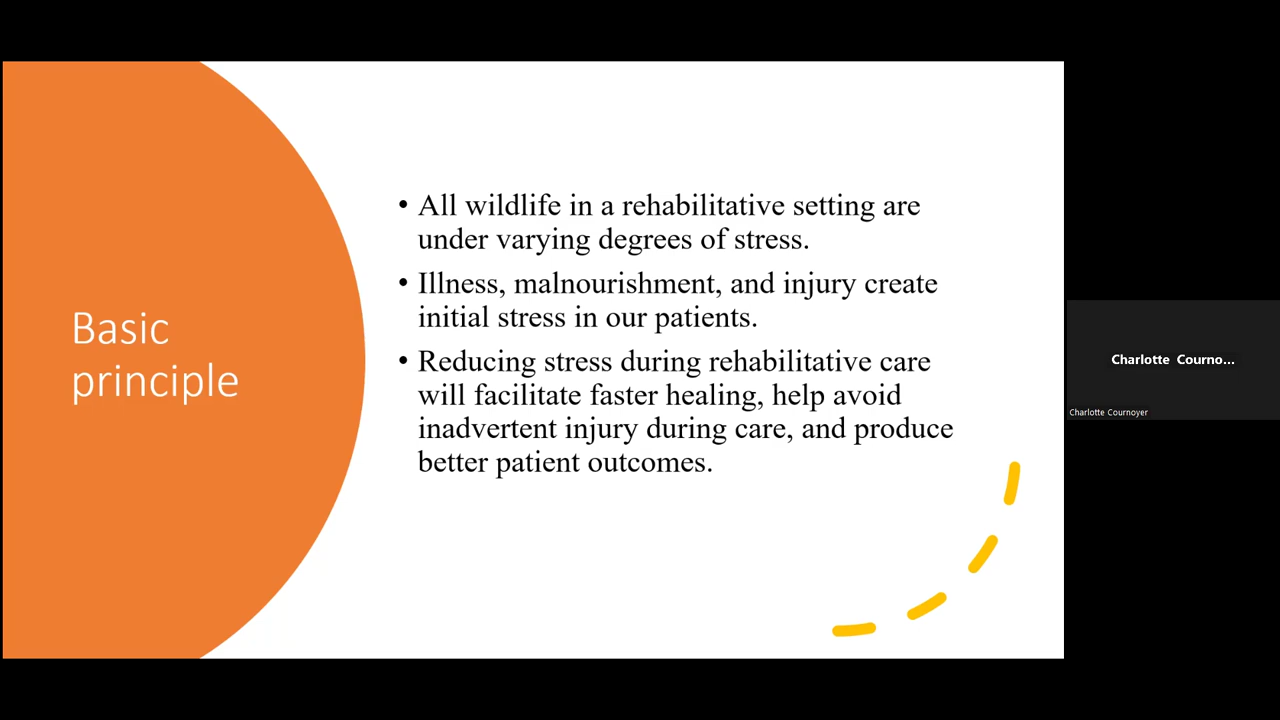 Basic
principle
• All wildlife in a rehabilitative setting are
under varying degrees of stress.
• Illness, malnourishment, and injury create
initial stress in our patients.
• Reducing stress during rehabilitative care
will facilitate faster healing, help avoid
inadvertent injury during care, and produce
better patient outcomes.
Charlotte Courno...
Charlotte Cournoyer